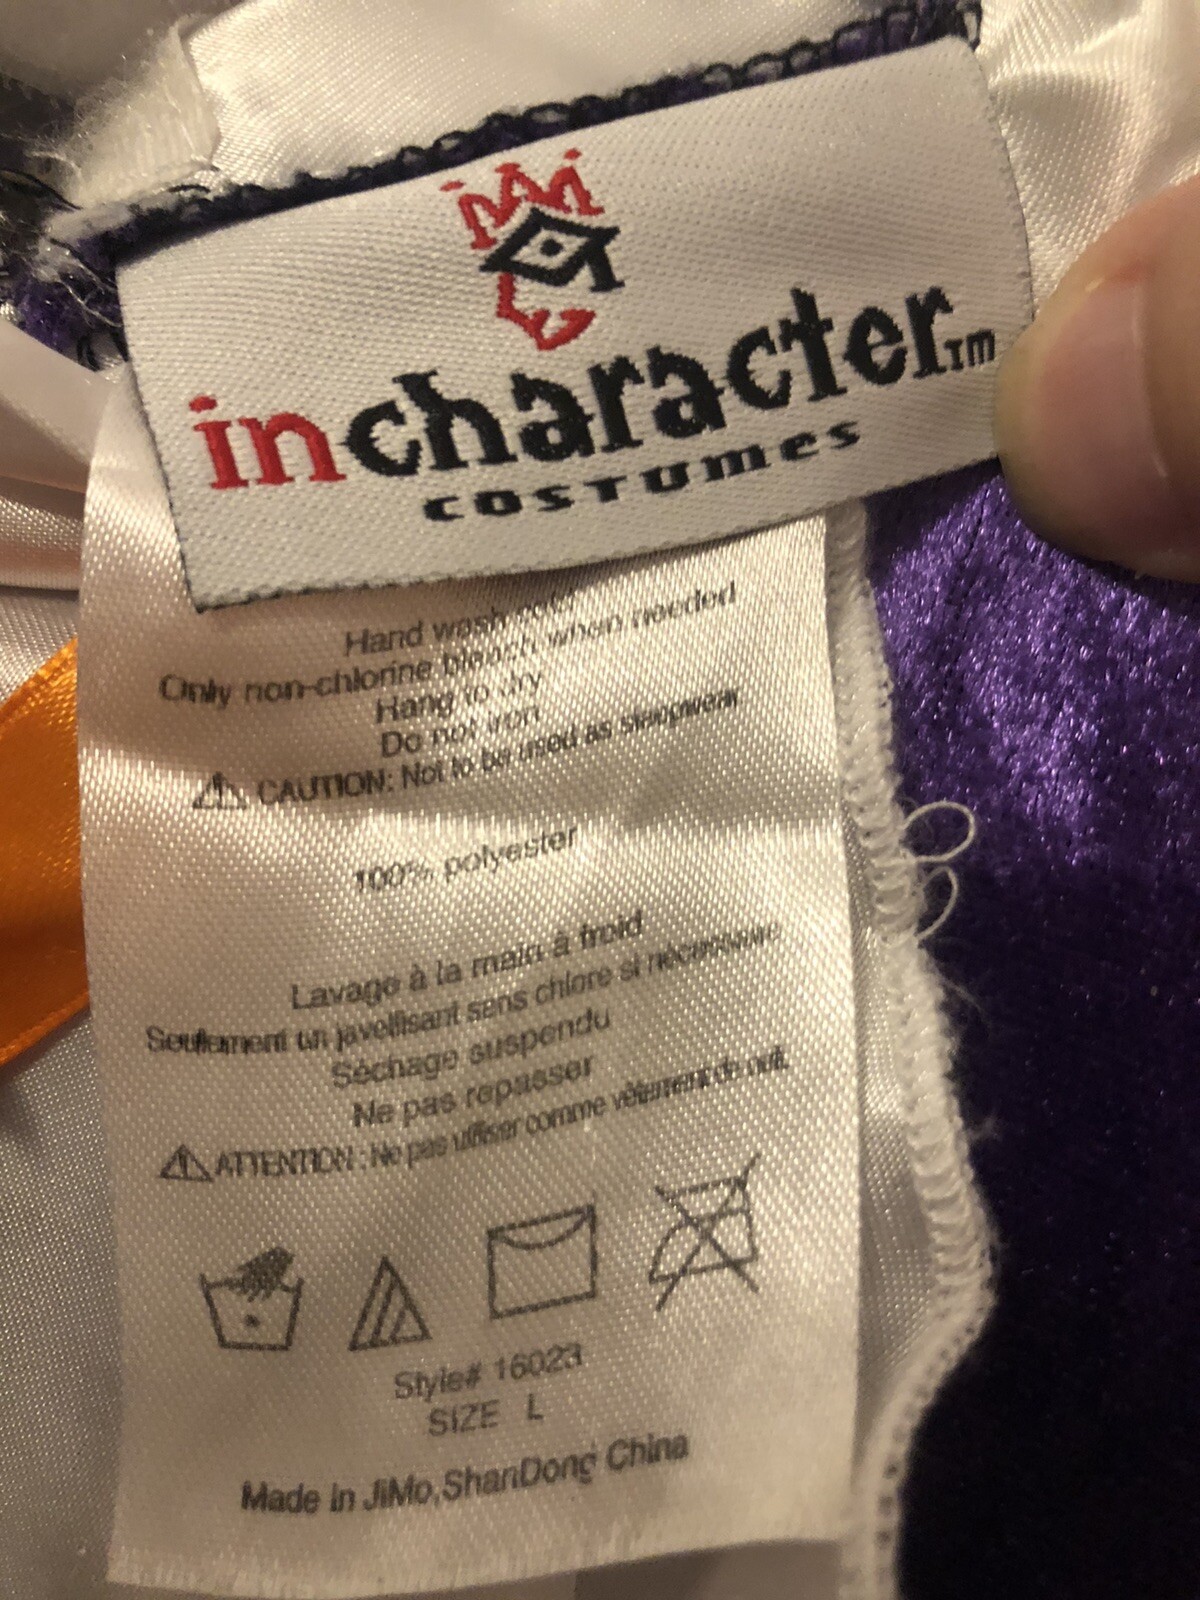 incharacter TM
costumes
Hand wash cold
Only non-chlorine bleach when needed
Hang to dry
Do not iron
CAUTION: Not to be used as sleepwear
100% polyester
Lavage à la main à froid
Seulement un javellisant sans chlore si nécessaire
Séchage suspendu
Ne pas repasser
ATTENTION : Ne pas utiliser comme vêtement de nuit.
Style# 16023
SIZE L
Made in JiMo,ShanDong China